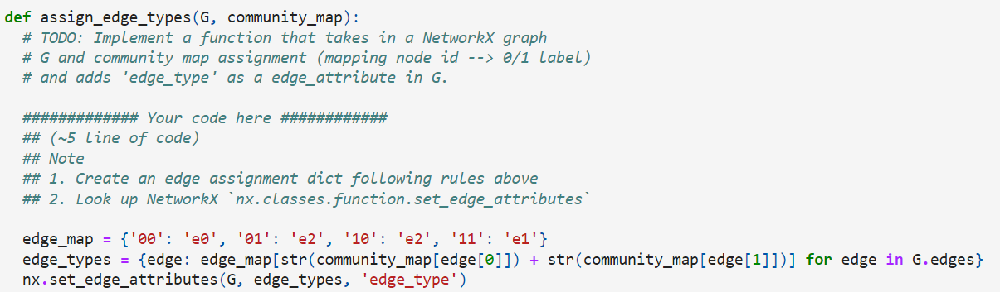 def assign_edge_types(G, community_map):
  # TODO: Implement a function that takes in a NetworkX graph
  # G and community map assignment (mapping node id --> 0/1 label)
  # and adds 'edge_type' as a edge_attribute in G.

  ############# Your code here ############
  ## (~5 line of code)
  ## Note
  ## 1. Create an edge assignment dict following rules above
  ## 2. Look up NetworkX `nx.classes.function.set_edge_attributes`

  edge_map = {'00': 'e0', '01': 'e2', '10': 'e2', '11': 'e1'}
  edge_types = {edge: edge_map[str(community_map[edge[0]]) + str(community_map[edge[1]])] for edge in G.edges}
  nx.set_edge_attributes(G, edge_types, 'edge_type')